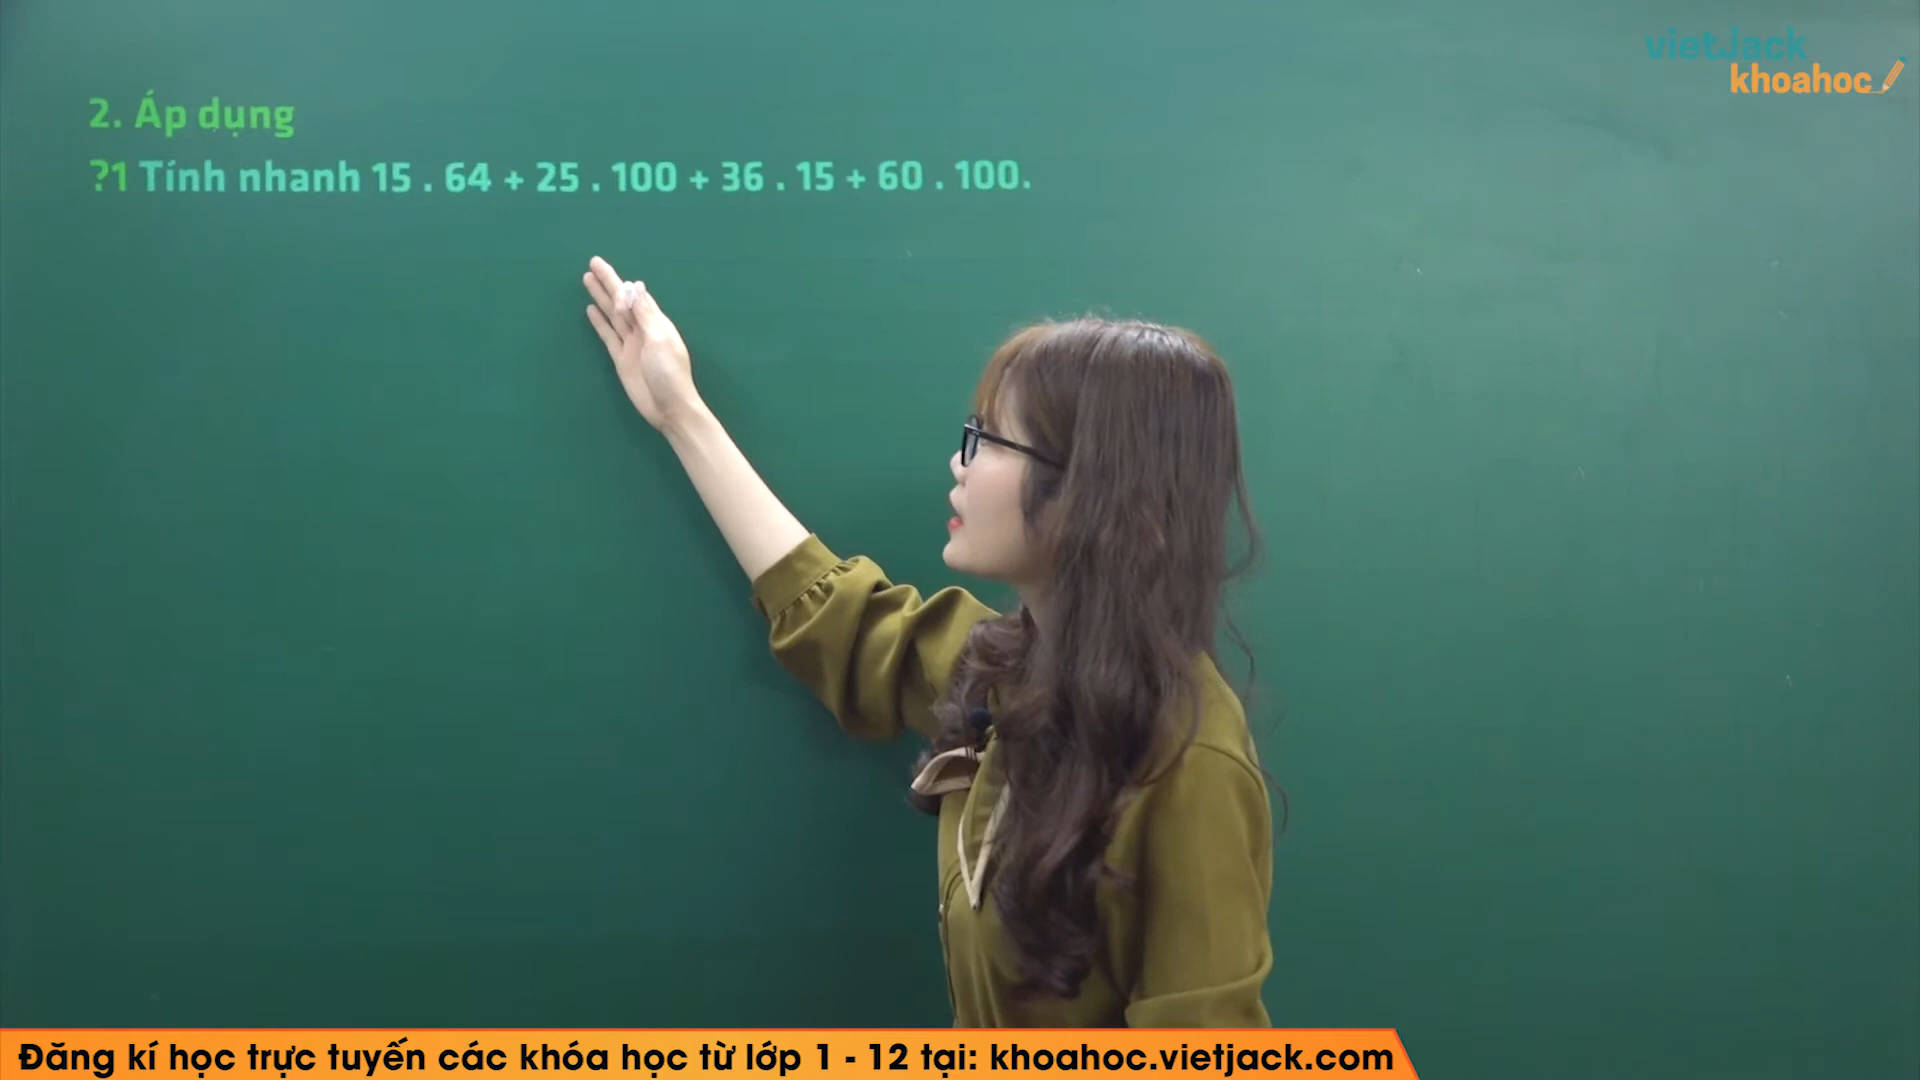 vietJack
khoahoc
2. Áp dụng
?1 Tính nhanh 15 . 64 + 25 . 100 + 36 . 15 + 60 . 100.
Đăng kí học trực tuyến các khóa học từ lớp 1 - 12 tại: khoahoc.vietjack.com